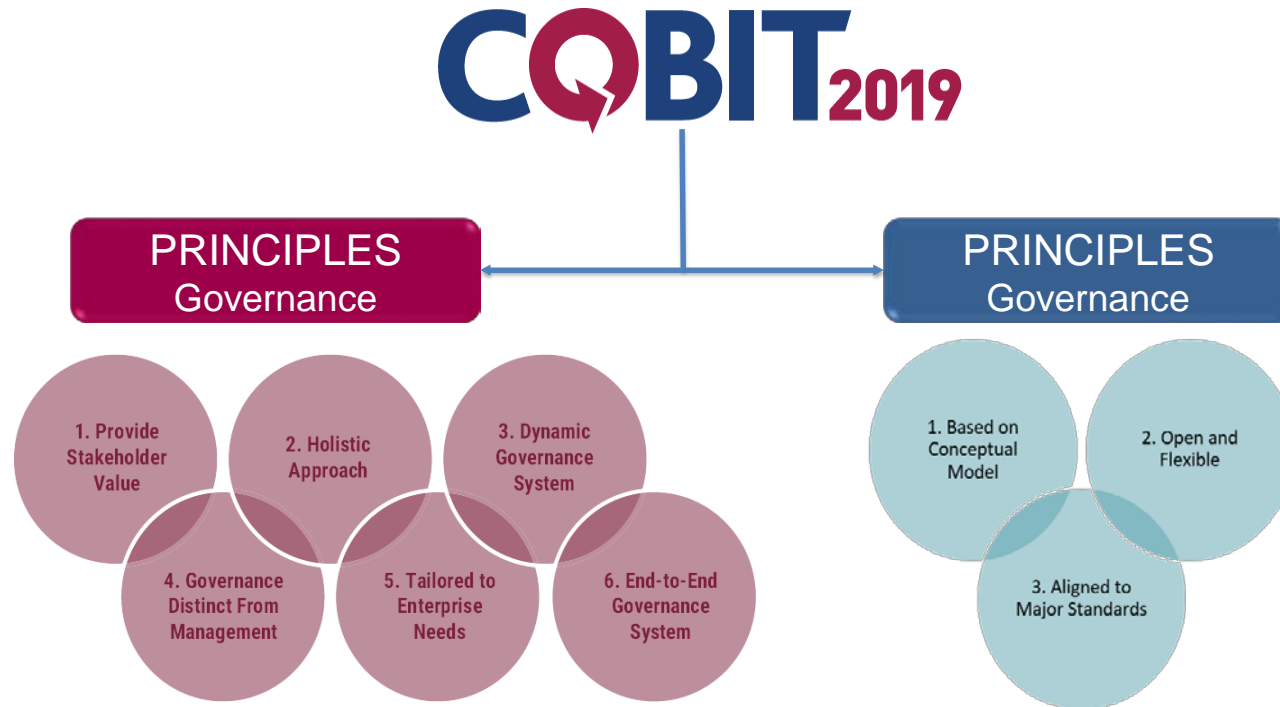 COBIT 2019
PRINCIPLES
Governance
PRINCIPLES
Governance
1. Provide
Stakeholder
Value
2. Holistic
Approach
3. Dynamic
Governance
System
4. Governance
Distinct From
Management
5. Tailored to
Enterprise
Needs
6. End-to-End
Governance
System
1. Based on
Conceptual
Model
2. Open and
Flexible
3. Aligned to
Major Standards